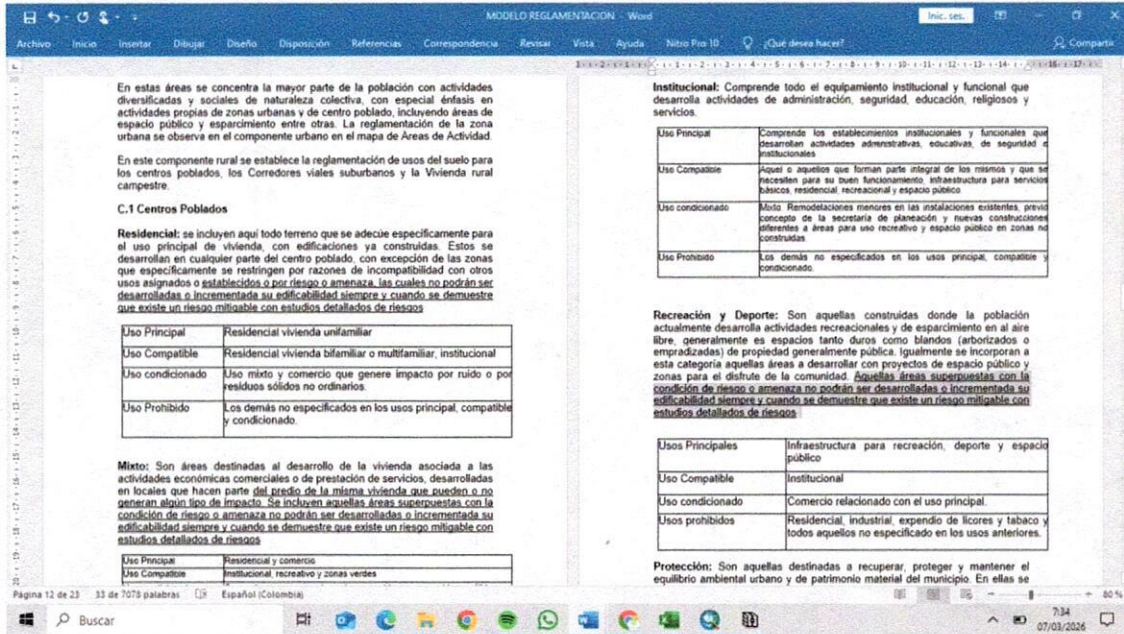 MODELO REGLAMENTACION - Word
Inic. ses.
Archivo Inicio Insertar Dibujar Diseño Disposición Referencias Correspondencia Revisar Vista Ayuda Nitro Pro 10 ¿Qué desea hacer? Compartir
En estas áreas se concentra la mayor parte de la población con actividades
diversificadas y sociales de naturaleza colectiva, con especial énfasis en
actividades propias de zonas urbanas y de centro poblado, incluyendo áreas de
espacio público y esparcimiento entre otras. La reglamentación de la zona
urbana se observa en el componente urbano en el mapa de Áreas de Actividad.
En este componente rural se establece la reglamentación de usos del suelo para
los centros poblados, los Corredores viales suburbanos y la Vivienda rural
campestre.
C.1 Centros Poblados
Residencial: se incluyen aquí todo terreno que se adecúe específicamente para
el uso principal de vivienda, con edificaciones ya construidas. Estos se
desarrollan en cualquier parte del centro poblado, con excepción de las zonas
que específicamente se restringen por razones de incompatibilidad con otros
usos asignados o establecidos o por riesgo o amenaza, las cuales no podrán ser
desarrolladas o incrementada su edificabilidad siempre y cuando se demuestre
que existe un riesgo mitigable con estudios detallados de riesgos
Uso Principal Residencial vivienda unifamiliar
Uso Compatible Residencial vivienda bifamiliar o multifamiliar, institucional
Uso condicionado Uso mixto y comercio que genere impacto por ruido o por
residuos sólidos no ordinarios.
Uso Prohibido Los demás no especificados en los usos principal, compatible
y condicionado.
Mixto: Son áreas destinadas al desarrollo de la vivienda asociada a las
actividades económicas comerciales o de prestación de servicios, desarrolladas
en locales que hacen parte del predio de la misma vivienda que pueden o no
generan algún tipo de impacto. Se incluyen aquellas áreas superpuestas con la
condición de riesgo o amenaza no podrán ser desarrolladas o incrementada su
edificabilidad siempre y cuando se demuestre que existe un riesgo mitigable con
estudios detallados de riesgos
Uso Principal Residencial y comercio
Uso Compatible Institucional, recreativo y zonas verdes
Institucional: Comprende todo el equipamiento institucional y funcional que
desarrolla actividades de administración, seguridad, educación, religiosos y
servicios.
Uso Principal Comprende los establecimientos institucionales y funcionales que
desarrollan actividades administrativas, educativas, de seguridad e
institucionales
Uso Compatible Aquel o aquellos que forman parte integral de los mismos y que se
necesiten para su buen funcionamiento, infraestructura para servicios
básicos, residencial, recreacional y espacio público
Uso condicionado Mixto. Remodelaciones menores en las instalaciones existentes, previo
concepto de la secretaría de planeación y nuevas construcciones
diferentes a áreas para uso recreativo y espacio público en zonas no
construidas.
Uso Prohibido Los demás no especificados en los usos principal, compatible y
condicionado.
Recreación y Deporte: Son aquellas construidas donde la población
actualmente desarrolla actividades recreacionales y de esparcimiento en al aire
libre, generalmente es espacios tanto duros como blandos (arborizados o
empradizadas) de propiedad generalmente pública. Igualmente se incorporan a
esta categoría aquellas áreas a desarrollar con proyectos de espacio público y
zonas para el disfrute de la comunidad. Aquellas áreas superpuestas con la
condición de riesgo o amenaza no podrán ser desarrolladas o incrementada su
edificabilidad siempre y cuando se demuestre que existe un riesgo mitigable con
estudios detallados de riesgos
Usos Principales Infraestructura para recreación, deporte y espacio
público
Uso Compatible Institucional
Uso condicionado Comercio relacionado con el uso principal.
Usos prohibidos Residencial, industrial, expendio de licores y tabaco y
todos aquellos no especificado en los usos anteriores.
Protección: Son aquellas destinadas a recuperar, proteger y mantener el
equilibrio ambiental urbano y de patrimonio material del municipio. En ellas se
Página 12 de 23 33 de 7078 palabras Español (Colombia) 80 %
Buscar
7:34
07/03/2026